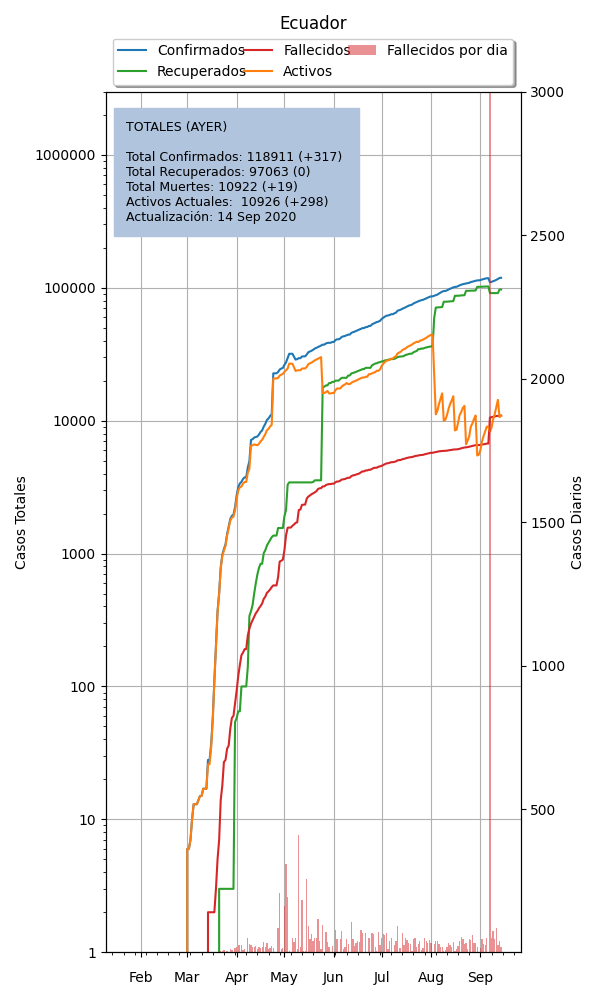 Ecuador
Confirmados
Recuperados
Fallecidos
Activos
Fallecidos por dia
TOTALES (AYER)
Total Confirmados: 118911 (+317)
Total Recuperados: 97063 (0)
Total Muertes: 10922 (+19)
Activos Actuales:  10926 (+298)
Actualización: 14 Sep 2020
Casos Totales
1000000
100000
10000
1000
100
10
1
3000
2500
2000
1500
1000
500
Casos Diarios
Feb Mar Apr May Jun Jul Aug Sep